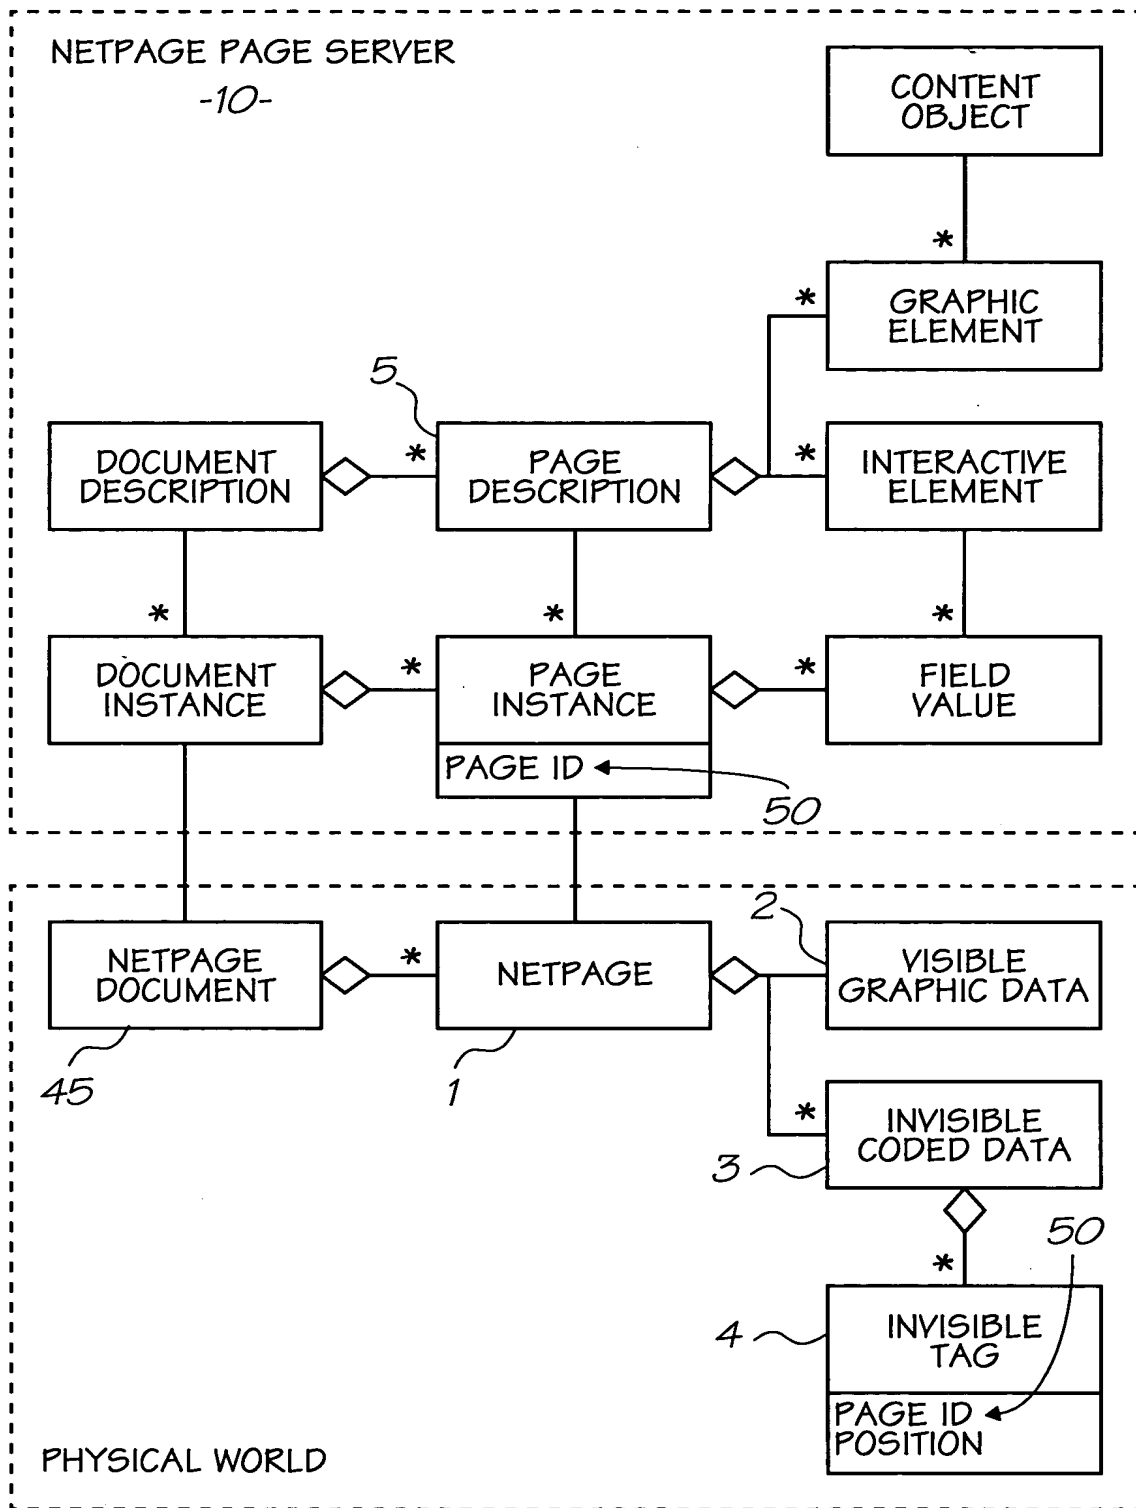 NETPAGE PAGE SERVER
-10-
CONTENT
OBJECT
*
GRAPHIC
ELEMENT
*
5
DOCUMENT
DESCRIPTION
*
PAGE
DESCRIPTION
*
INTERACTIVE
ELEMENT
*
*
*
DOCUMENT
INSTANCE
*
PAGE
INSTANCE
*
FIELD
VALUE
PAGE ID
50
2
NETPAGE
DOCUMENT
*
NETPAGE
VISIBLE
GRAPHIC DATA
45
1
*
INVISIBLE
CODED DATA
3
50
*
4
INVISIBLE
TAG
PAGE ID
POSITION
PHYSICAL WORLD